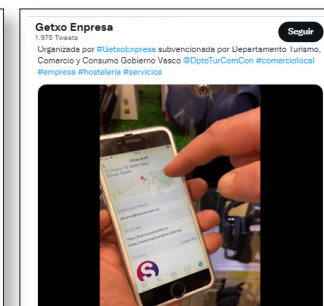 Getxo Enpresa
1.975 Tweets
Seguir
Organizada por #GetxoEnpresa subvencionada por Departamento Turismo,
Comercio y Consumo Gobierno Vasco @DptoTurComCon #comerciolocal
#empresa #hosteleria #servicios